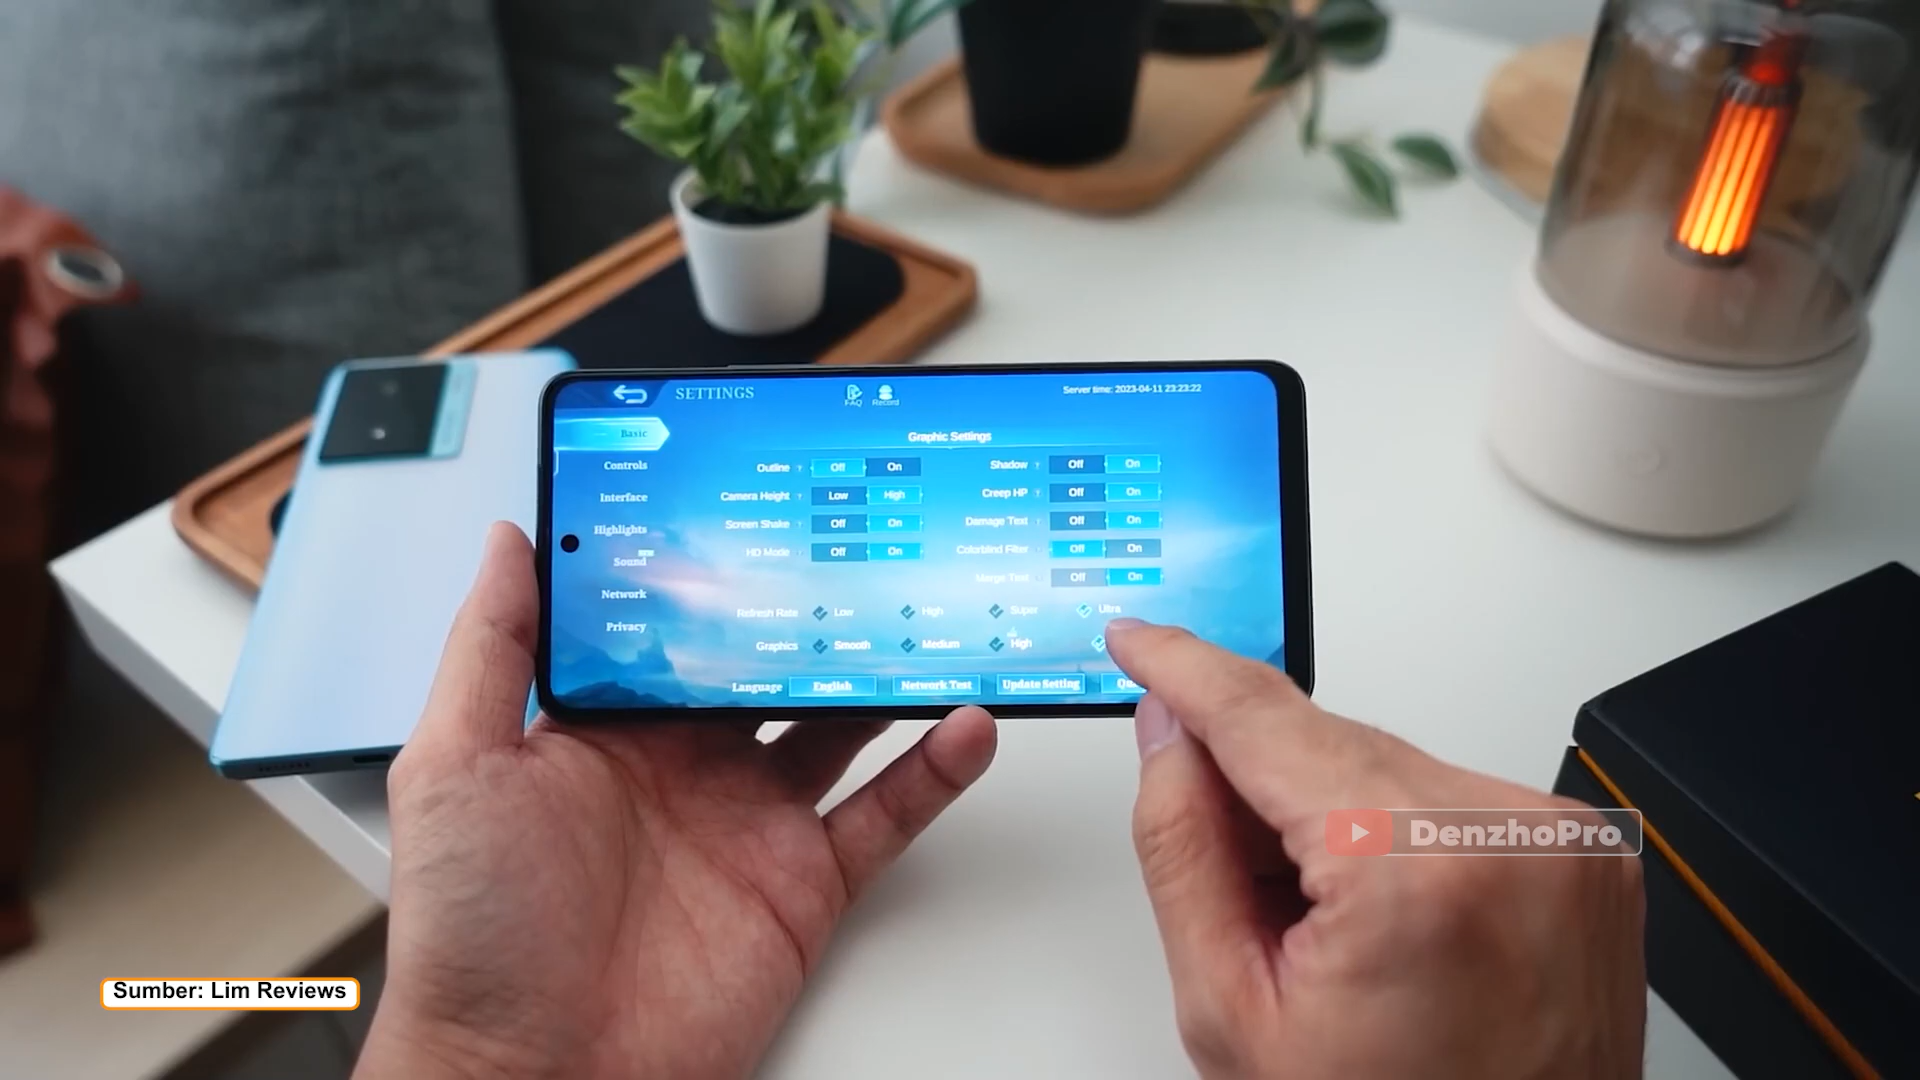 SETTINGS
FAQ
Record
Server time: 2023-04-11 23:23:22
Basic
Controls
Interface
Highlights
Sound
Network
Privacy
Graphic Settings
Outline ? Off On
Shadow ? Off On
Camera Height ? Low High
Creep HP ? Off On
Screen Shake ? Off On
Damage Text ? Off On
HD Mode ? Off On
Colorblind Filter ? Off On
Merge Text Off On
Refresh Rate Low High Super Ultra
Graphics Smooth Medium High
Language English Network Test Update Setting
DenzhoPro
Sumber: Lim Reviews